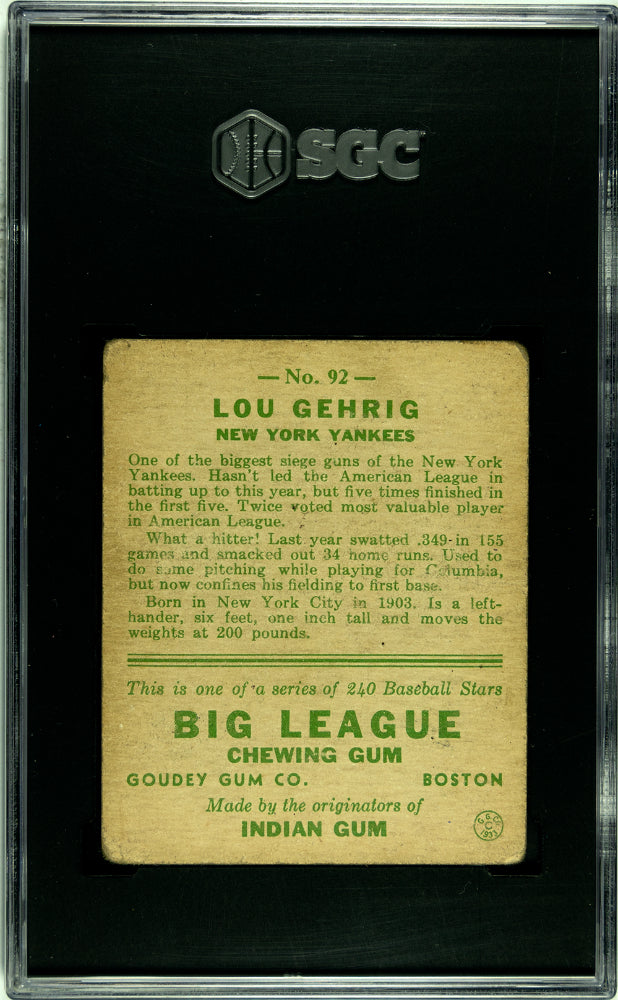 SGC
— No. 92 —
LOU GEHRIG
NEW YORK YANKEES
One of the biggest siege guns of the New York
Yankees. Hasn't led the American League in
batting up to this year, but five times finished in
the first five. Twice voted most valuable player
in American League.
What a hitter! Last year swatted .349 in 155
games and smacked out 34 home runs. Used to
do some pitching while playing for Columbia,
but now confines his fielding to first base.
Born in New York City in 1903. Is a left-
hander, six feet, one inch tall and moves the
weights at 200 pounds.
This is one of a series of 240 Baseball Stars
BIG LEAGUE
CHEWING GUM
GOUDEY GUM CO. BOSTON
Made by the originators of
INDIAN GUM
G. G. Co.
C
1933